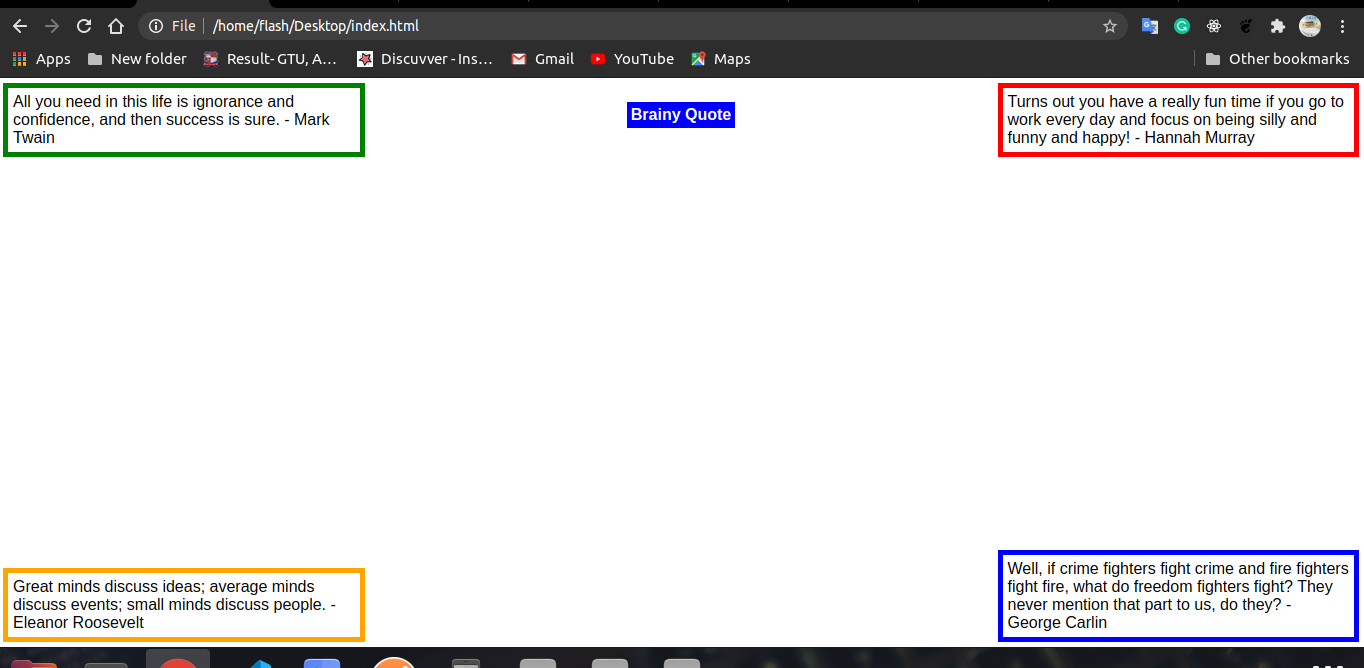 File | /home/flash/Desktop/index.html
Apps New folder Result- GTU, A... Discuvver - Ins... Gmail YouTube Maps Other bookmarks
All you need in this life is ignorance and
confidence, and then success is sure. - Mark
Twain
Brainy Quote
Turns out you have a really fun time if you go to
work every day and focus on being silly and
funny and happy! - Hannah Murray
Great minds discuss ideas; average minds
discuss events; small minds discuss people. -
Eleanor Roosevelt
Well, if crime fighters fight crime and fire fighters
fight fire, what do freedom fighters fight? They
never mention that part to us, do they? -
George Carlin